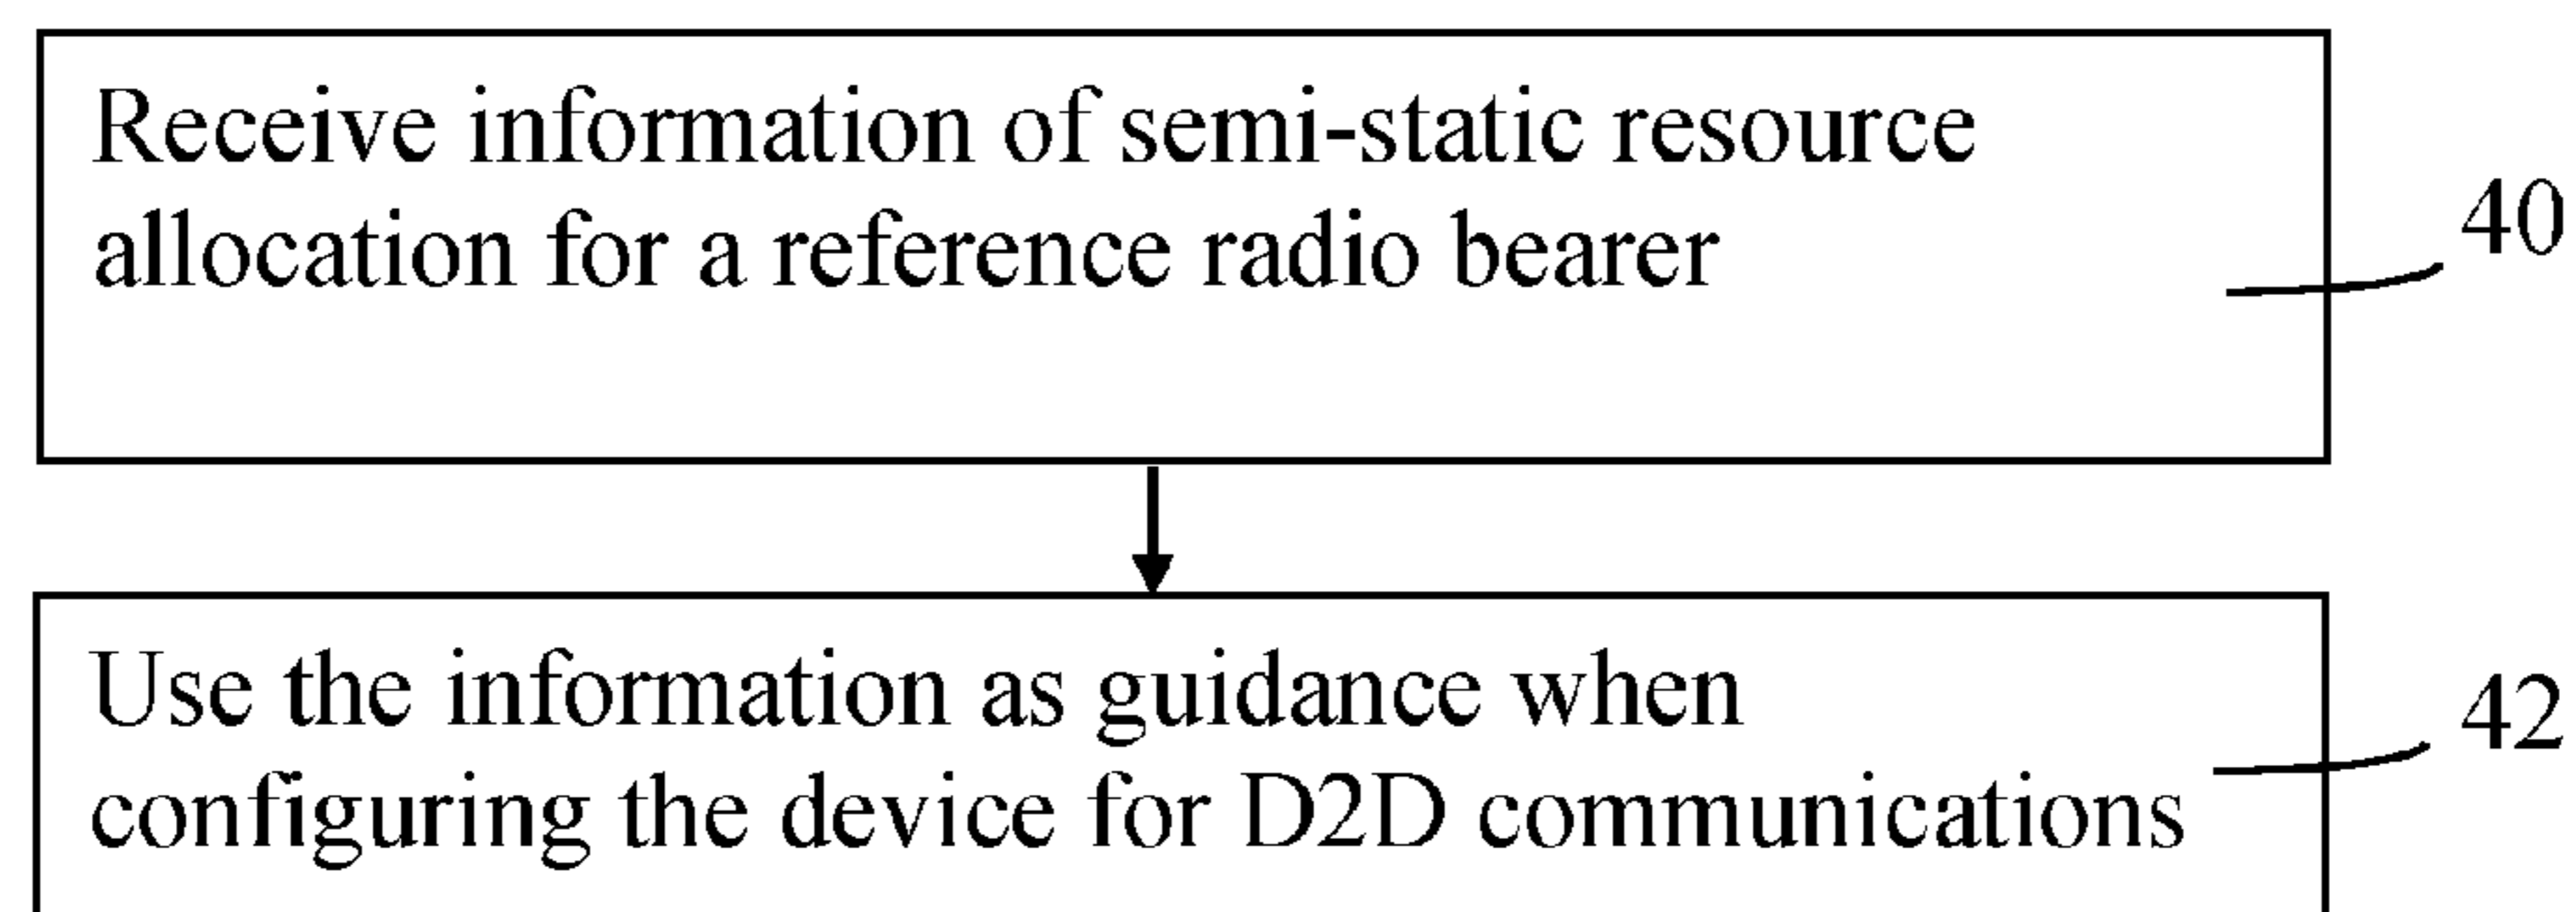 Receive information of semi-static resource
allocation for a reference radio bearer
40
Use the information as guidance when
configuring the device for D2D communications
42